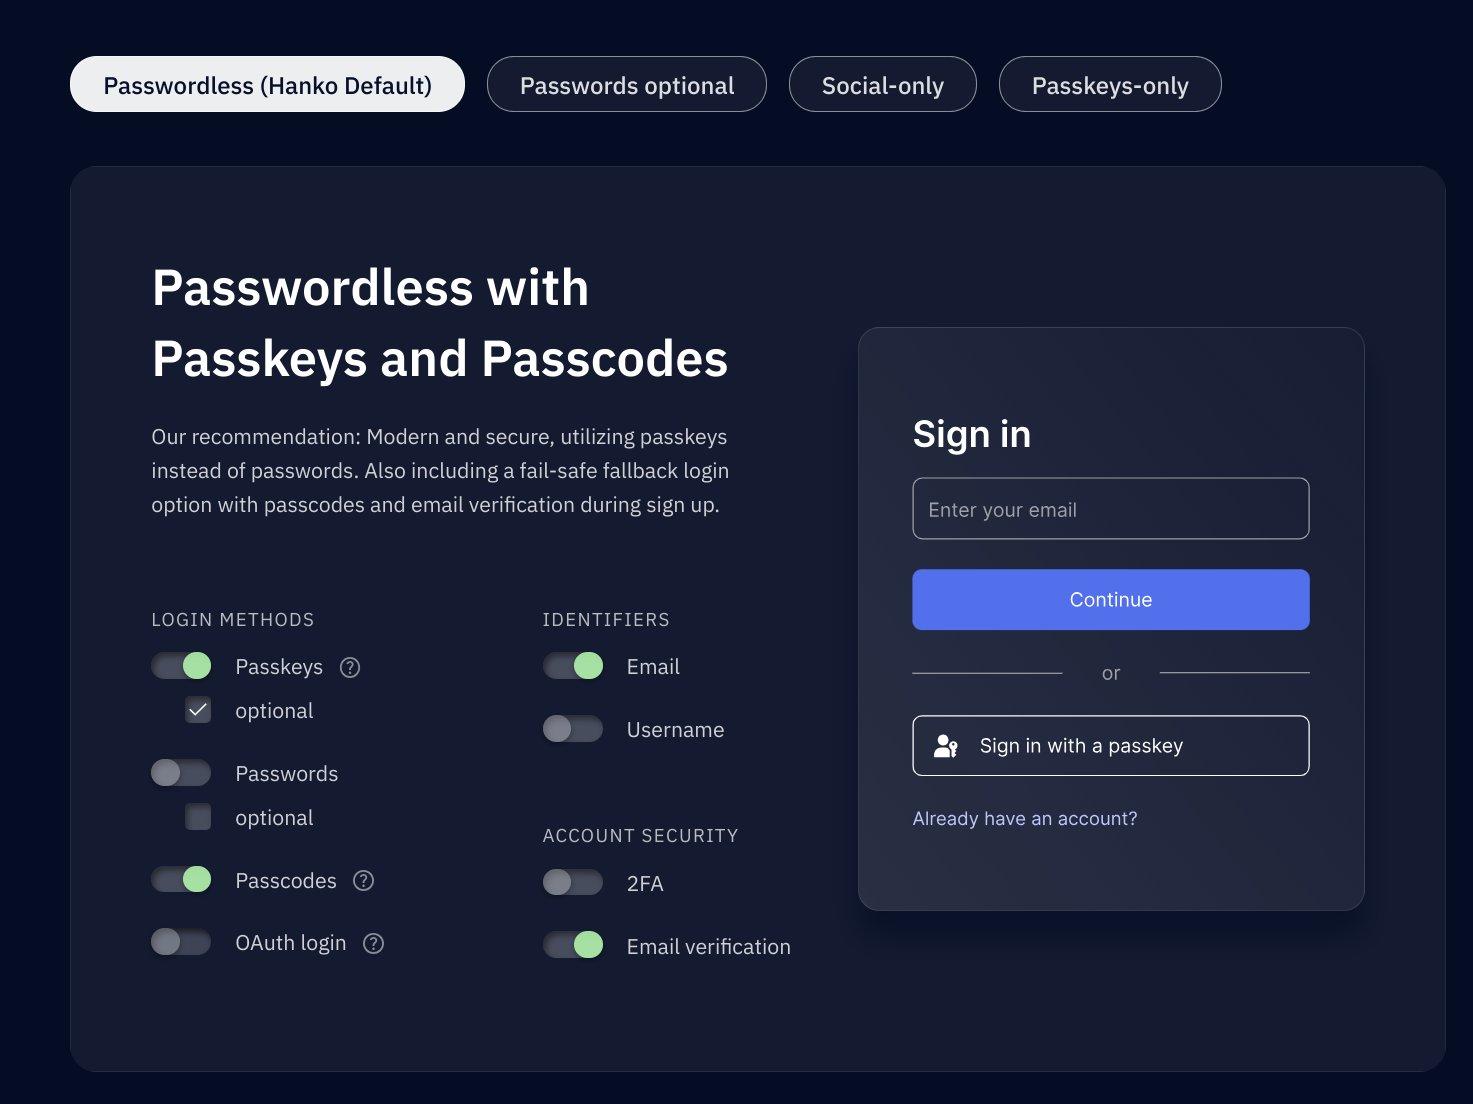 Passwordless (Hanko Default)
Passwords optional
Social-only
Passkeys-only
Passwordless with
Passkeys and Passcodes
Our recommendation: Modern and secure, utilizing passkeys
instead of passwords. Also including a fail-safe fallback login
option with passcodes and email verification during sign up.
LOGIN METHODS
Passkeys ?
optional
Passwords
optional
Passcodes ?
OAuth login ?
IDENTIFIERS
Email
Username
ACCOUNT SECURITY
2FA
Email verification
Sign in
Enter your email
Continue
or
Sign in with a passkey
Already have an account?